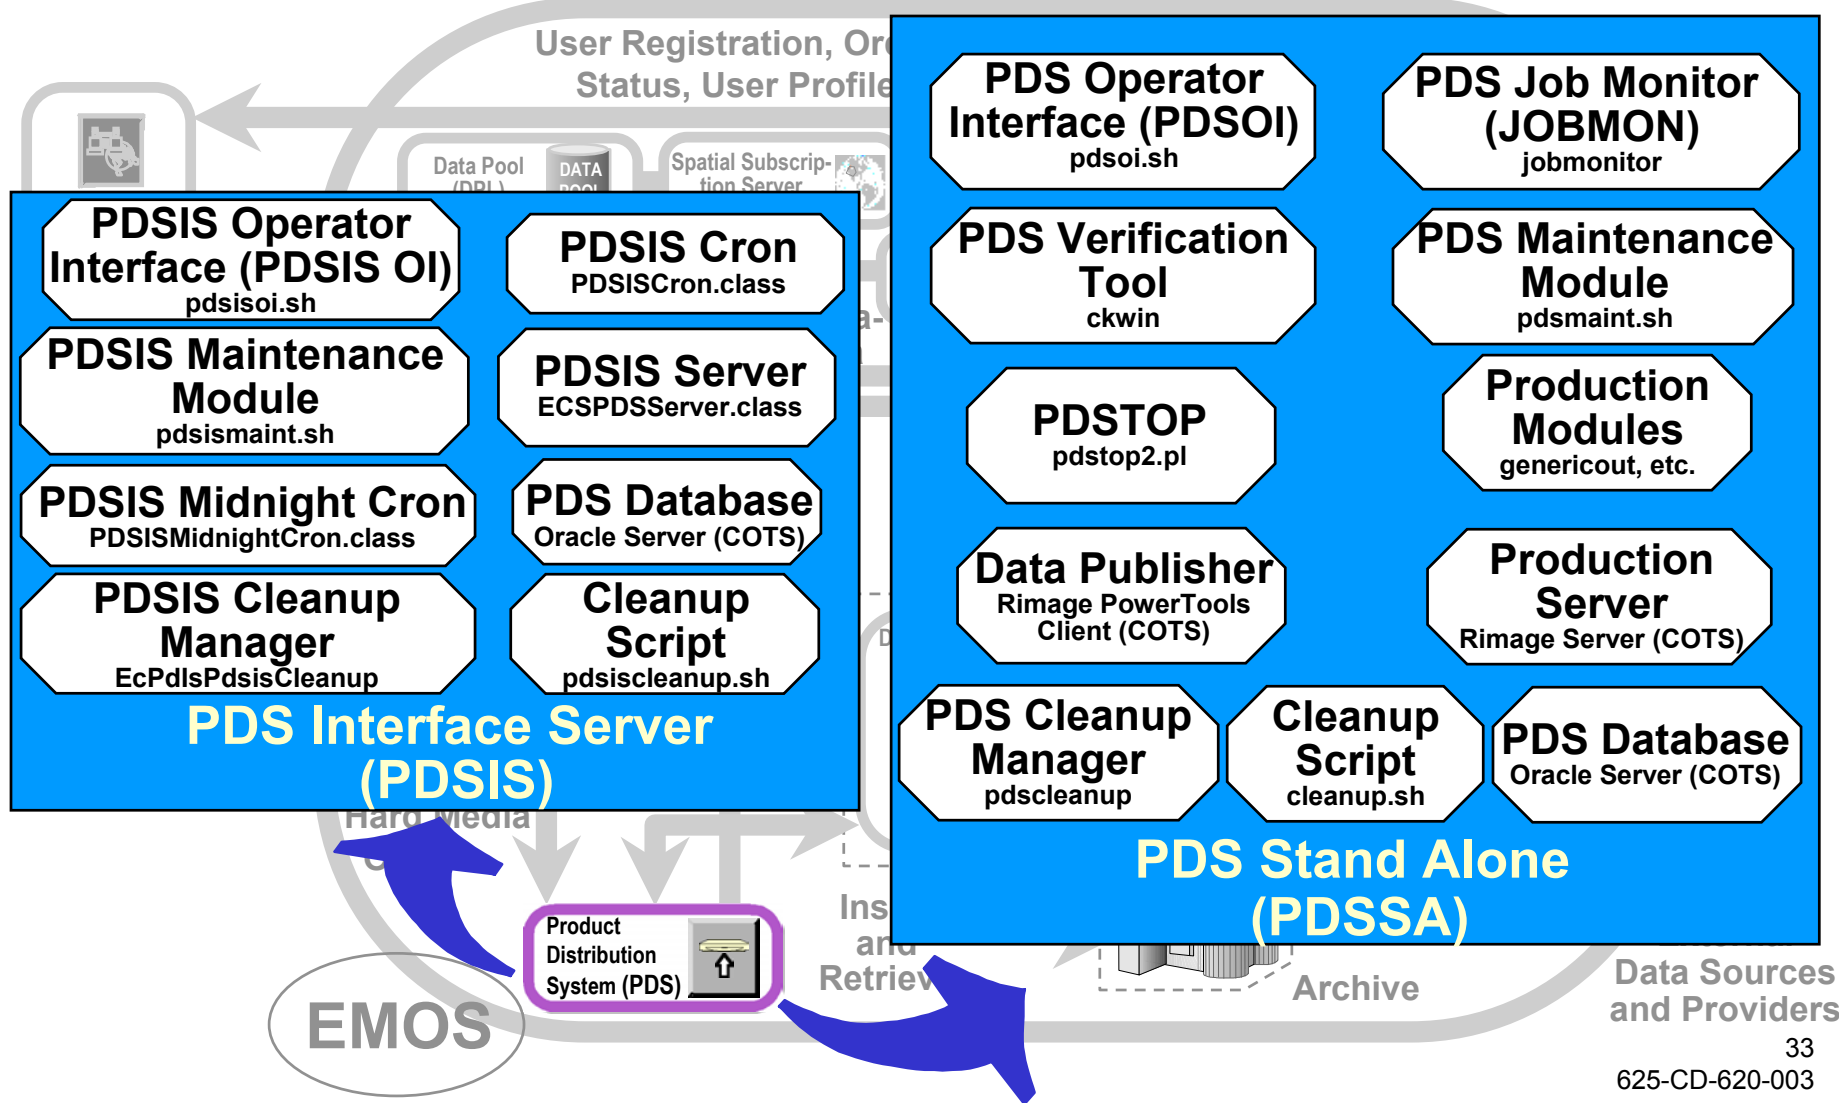 User Registration, Or
Status, User Profile
Data Pool
(DPL)
DATA
POOL
Spatial Subscrip-
tion Server
PDSIS Operator
Interface (PDSIS OI)
pdsisoi.sh
PDSIS Cron
PDSISCron.class
PDSIS Maintenance
Module
pdsismaint.sh
PDSIS Server
ECSPDSServer.class
PDSIS Midnight Cron
PDSISMidnightCron.class
PDS Database
Oracle Server (COTS)
PDSIS Cleanup
Manager
EcPdIsPdsisCleanup
Cleanup
Script
pdsiscleanup.sh
PDS Interface Server
(PDSIS)
PDS Operator
Interface (PDSOI)
pdsoi.sh
PDS Job Monitor
(JOBMON)
jobmonitor
PDS Verification
Tool
ckwin
PDS Maintenance
Module
pdsmaint.sh
PDSTOP
pdstop2.pl
Production
Modules
genericout, etc.
Data Publisher
Rimage PowerTools
Client (COTS)
Production
Server
Rimage Server (COTS)
PDS Cleanup
Manager
pdscleanup
Cleanup
Script
cleanup.sh
PDS Database
Oracle Server (COTS)
PDS Stand Alone
(PDSSA)
Hard Media
Product
Distribution
System (PDS)
Ins
and
Retriev
Archive
EMOS
External
Data Sources
and Providers
33
625-CD-620-003